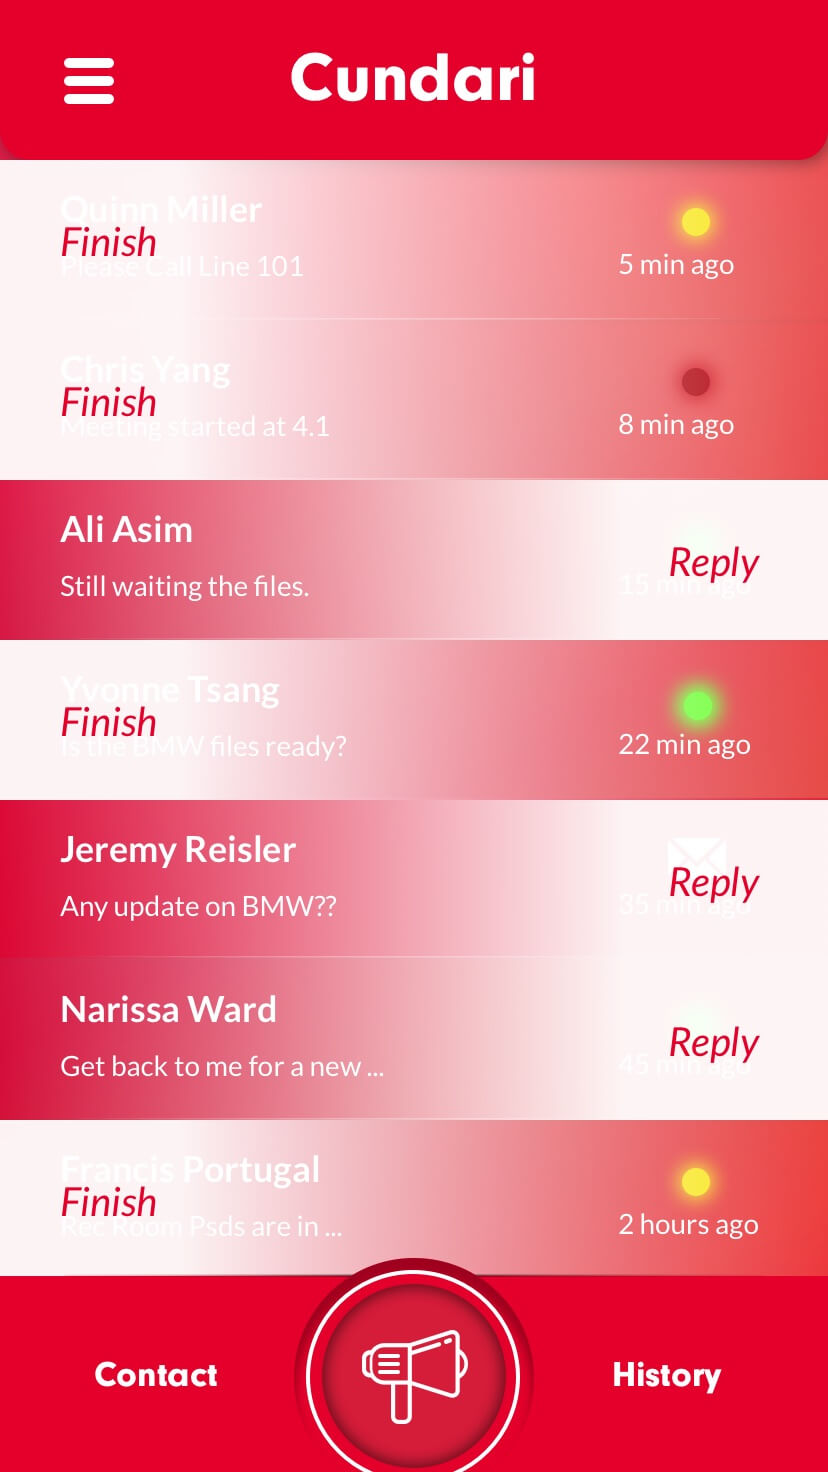 Cundari
Quinn Miller
Finish
Please Call Line 101
5 min ago
Chris Yang
Finish
Meeting started at 4.1
8 min ago
Ali Asim
Reply
Still waiting the files.
15 min ago
Yvonne Tsang
Finish
Is the BMW files ready?
22 min ago
Jeremy Reisler
Reply
Any update on BMW??
35 min ago
Narissa Ward
Reply
Get back to me for a new ...
45 min ago
Francis Portugal
Finish
Rec Room Psds are in ...
2 hours ago
Contact
History